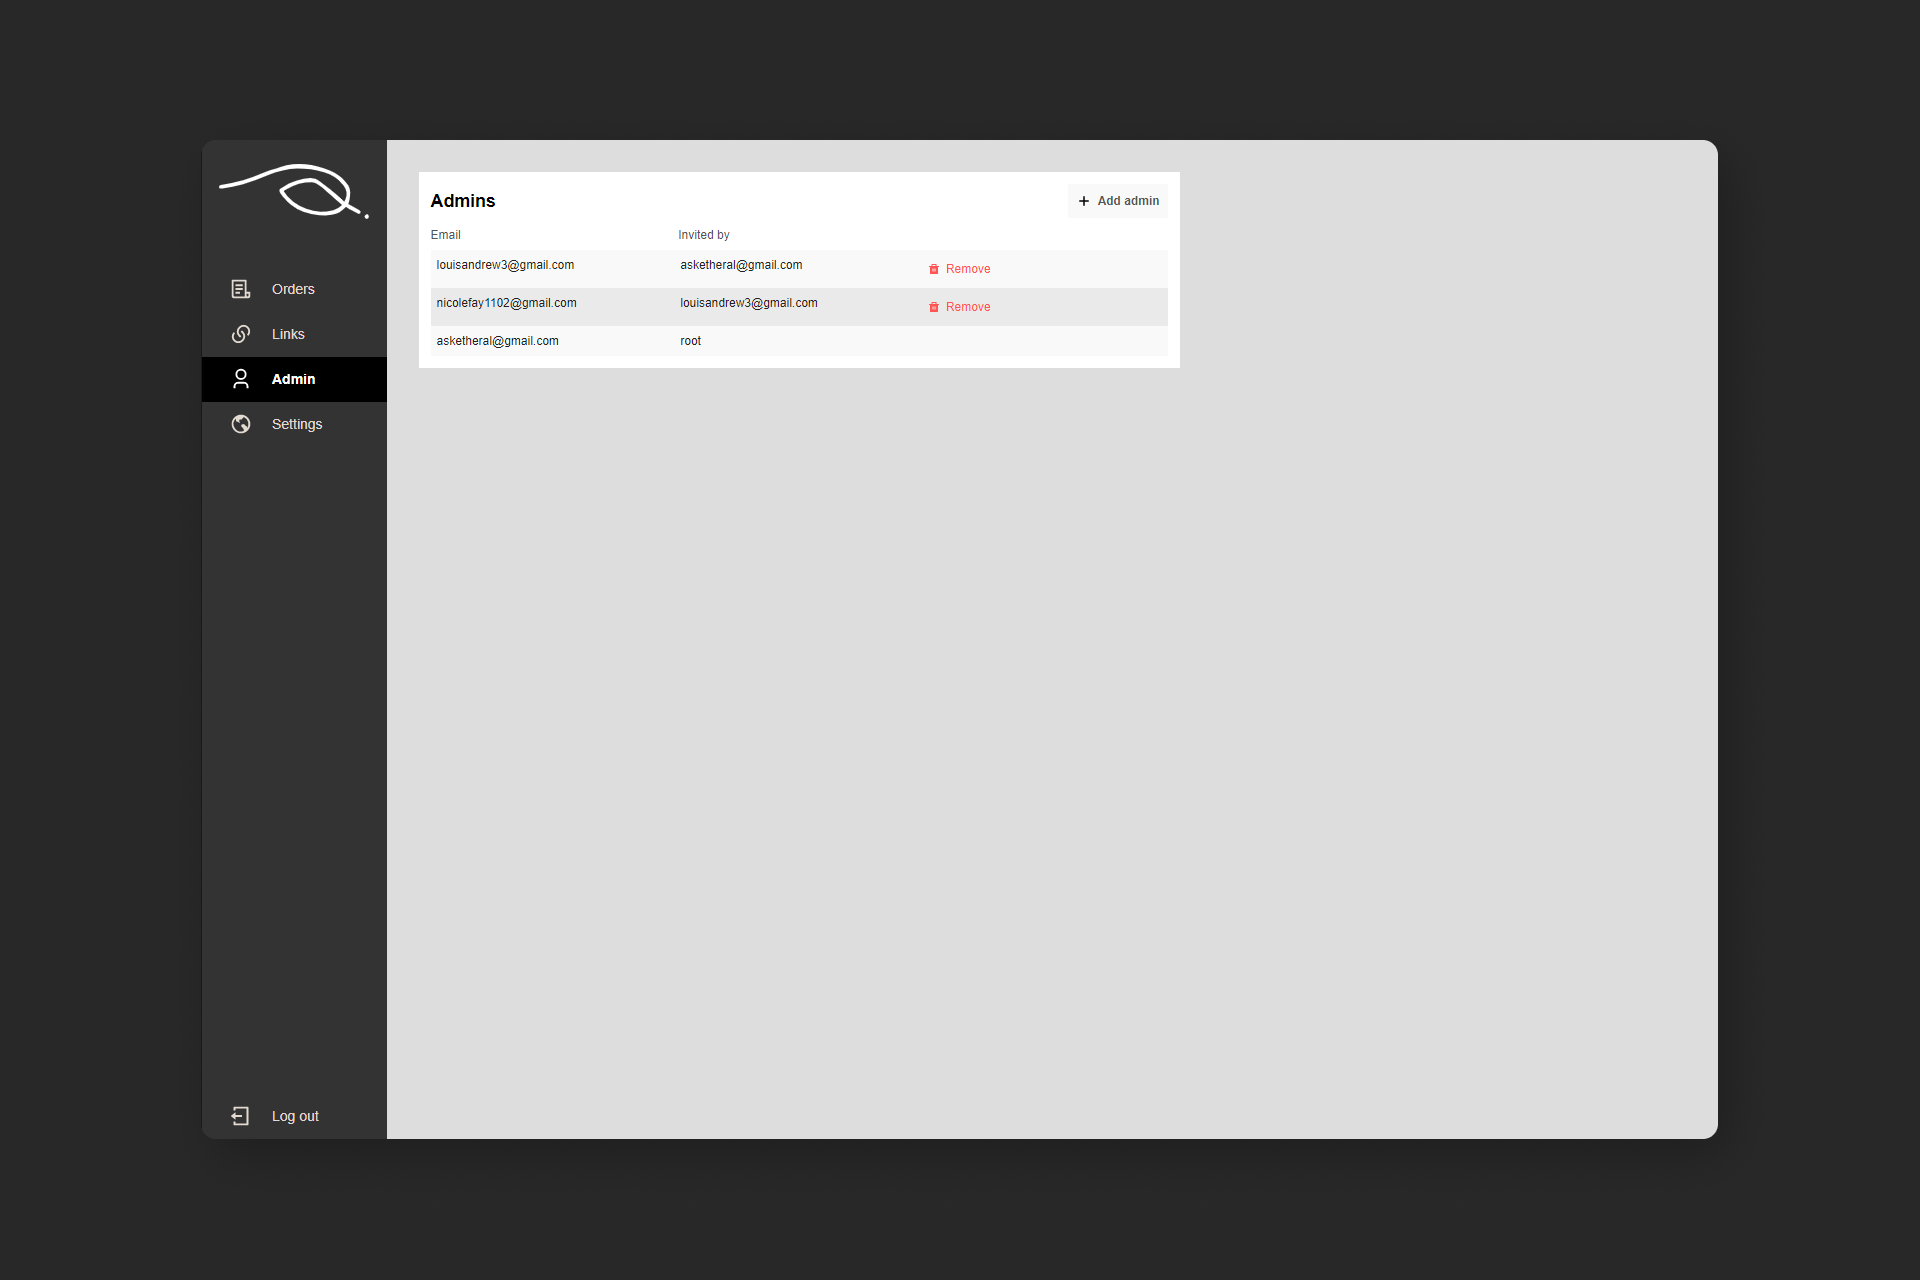 Orders
Links
Admin
Settings
Log out
Admins
Add admin
Email Invited by
louisandrew3@gmail.com asketheral@gmail.com Remove
nicolefay1102@gmail.com louisandrew3@gmail.com Remove
asketheral@gmail.com root